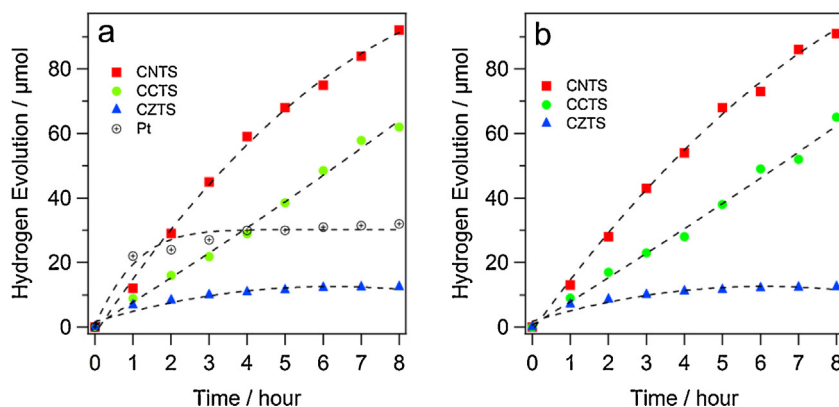 a
CNTS
CCTS
CZTS
Pt
Hydrogen Evolution / μmol
80
60
40
20
0
0 1 2 3 4 5 6 7 8
Time / hour
b
CNTS
CCTS
CZTS
Hydrogen Evolution / μmol
80
60
40
20
0
0 1 2 3 4 5 6 7 8
Time / hour